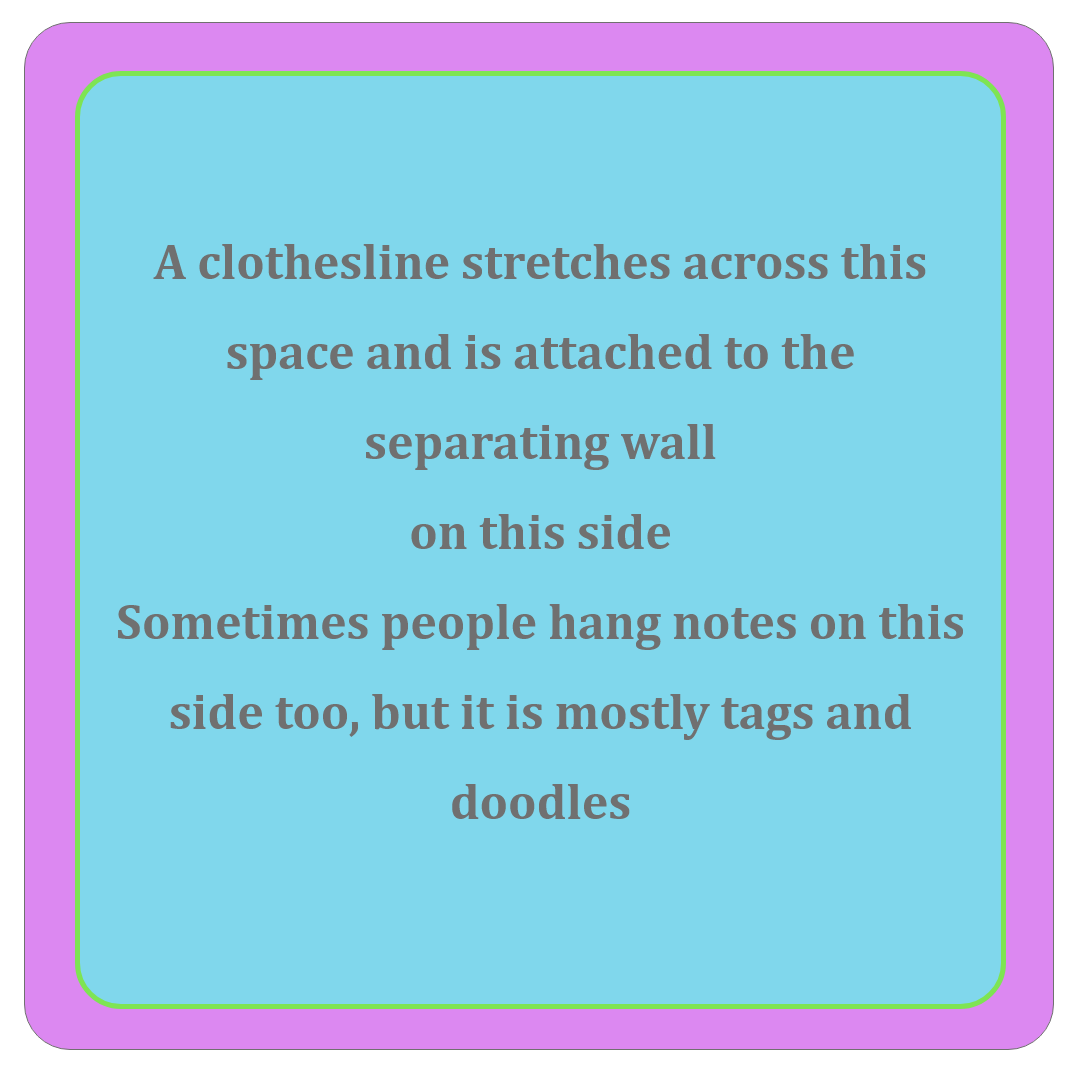 A clothesline stretches across this
space and is attached to the
separating wall
on this side
Sometimes people hang notes on this
side too, but it is mostly tags and
doodles